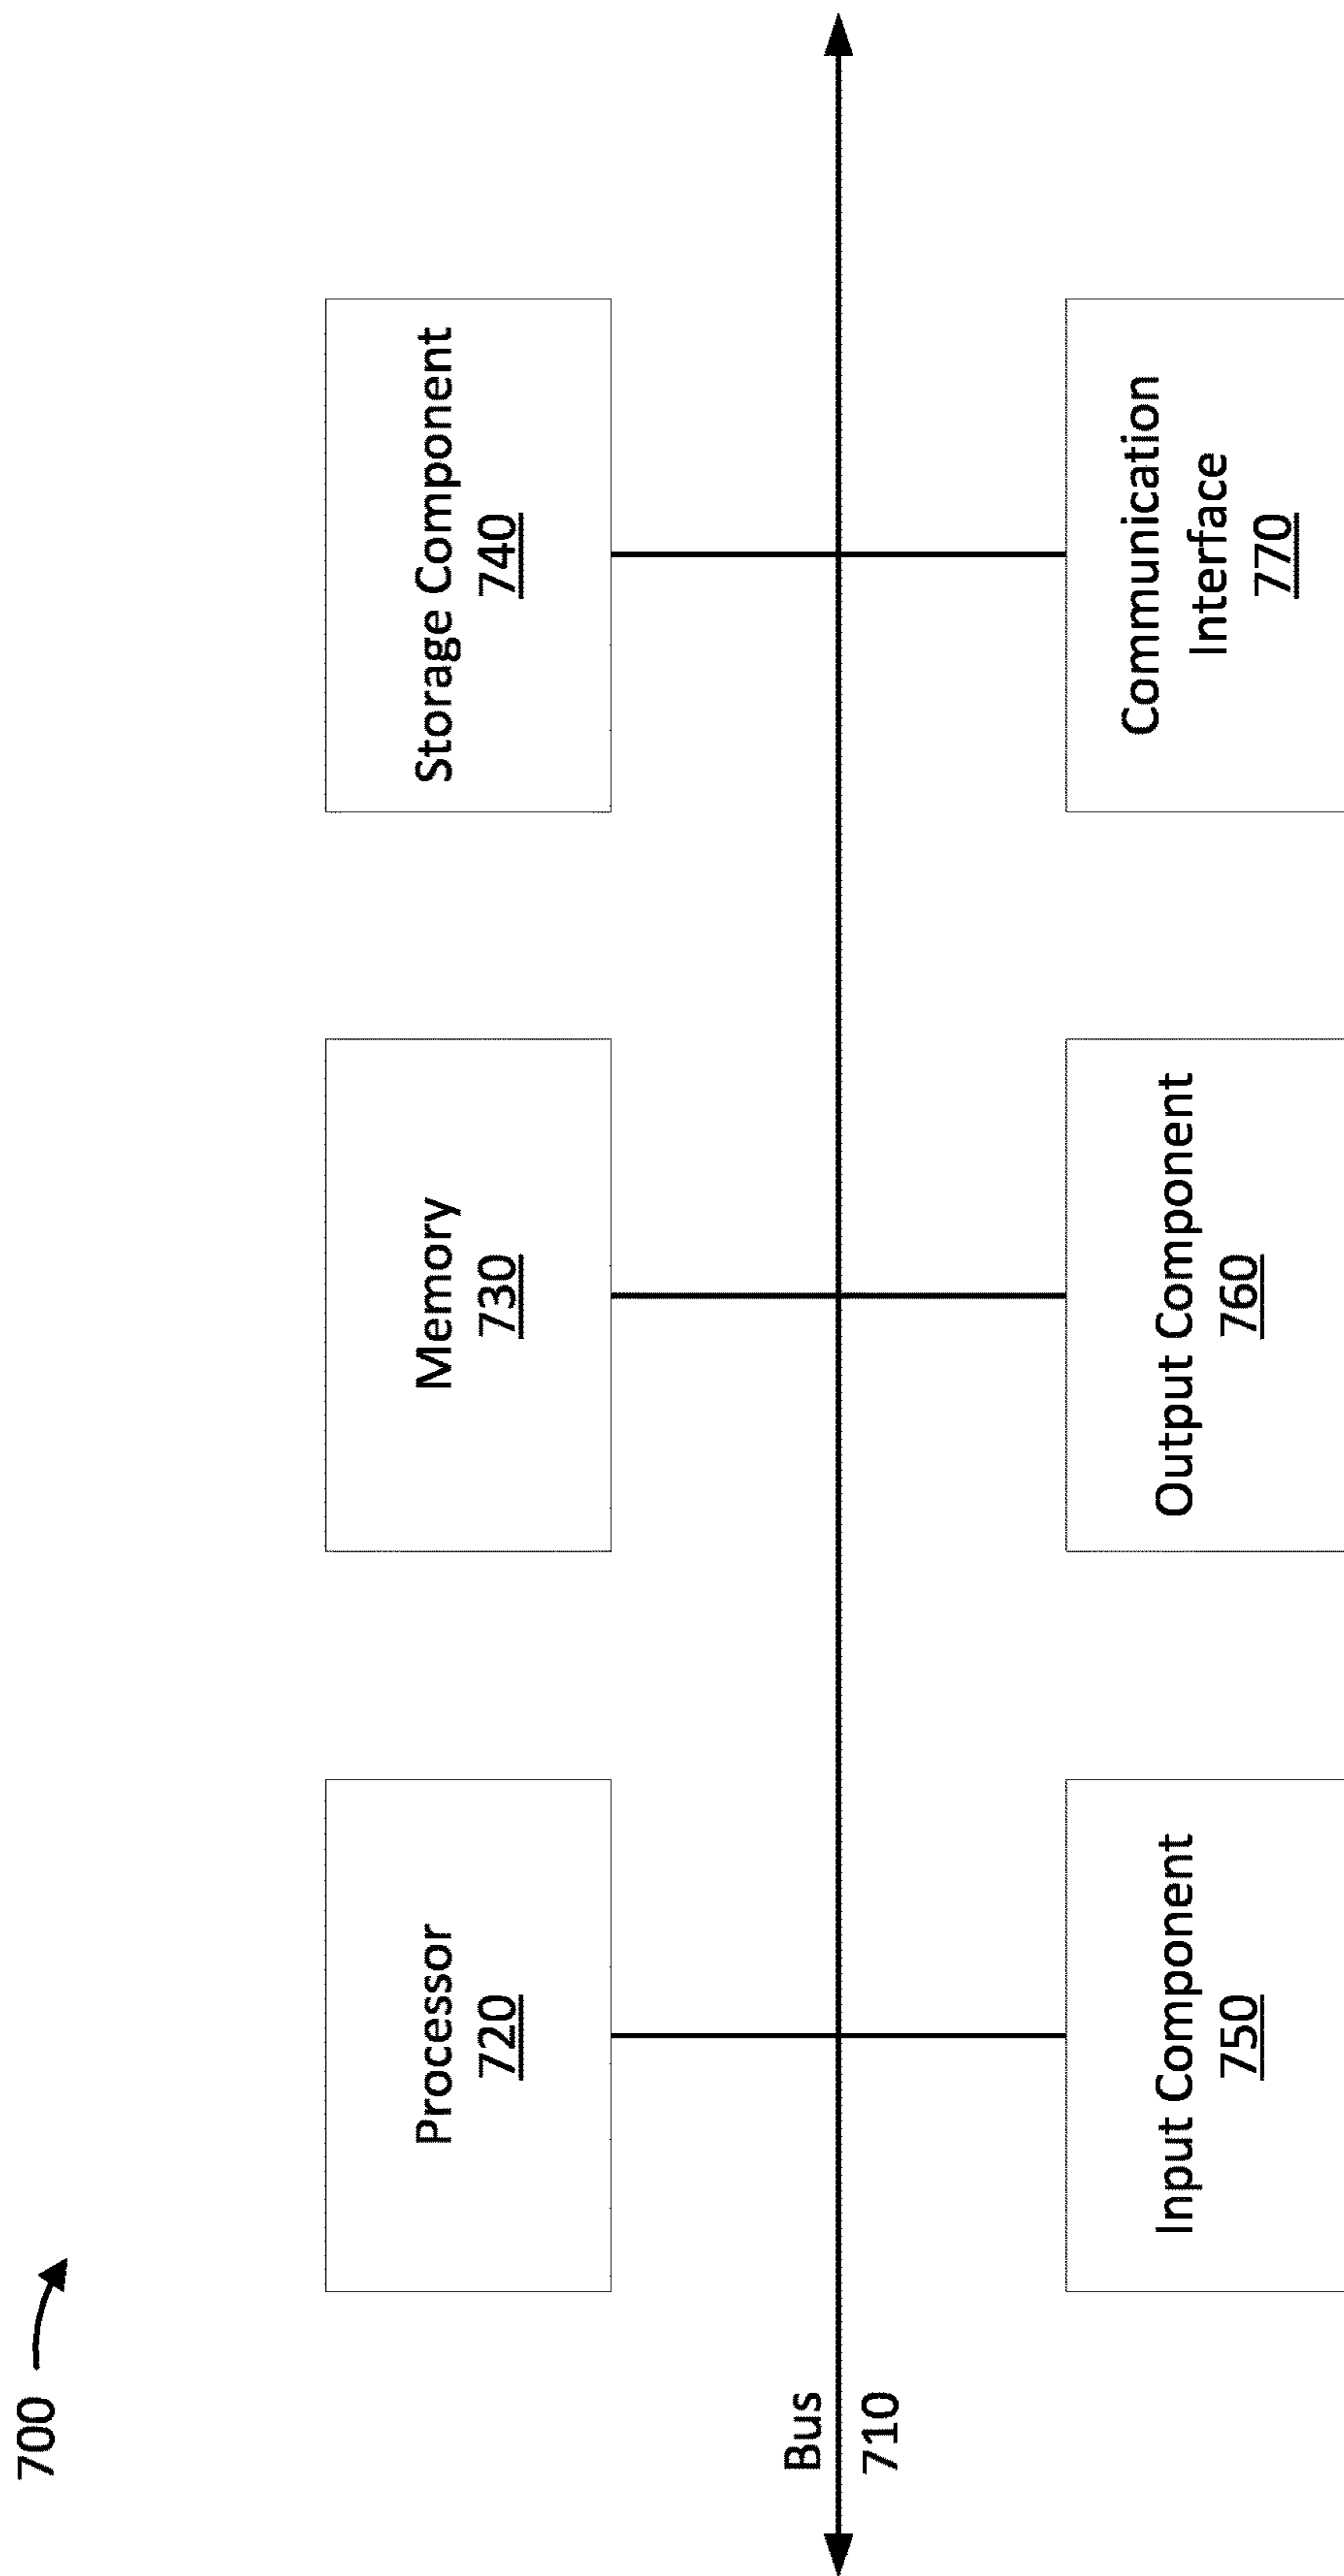 700
Processor
720
Memory
730
Storage Component
740
Bus
710
Input Component
750
Output Component
760
Communication
Interface
770